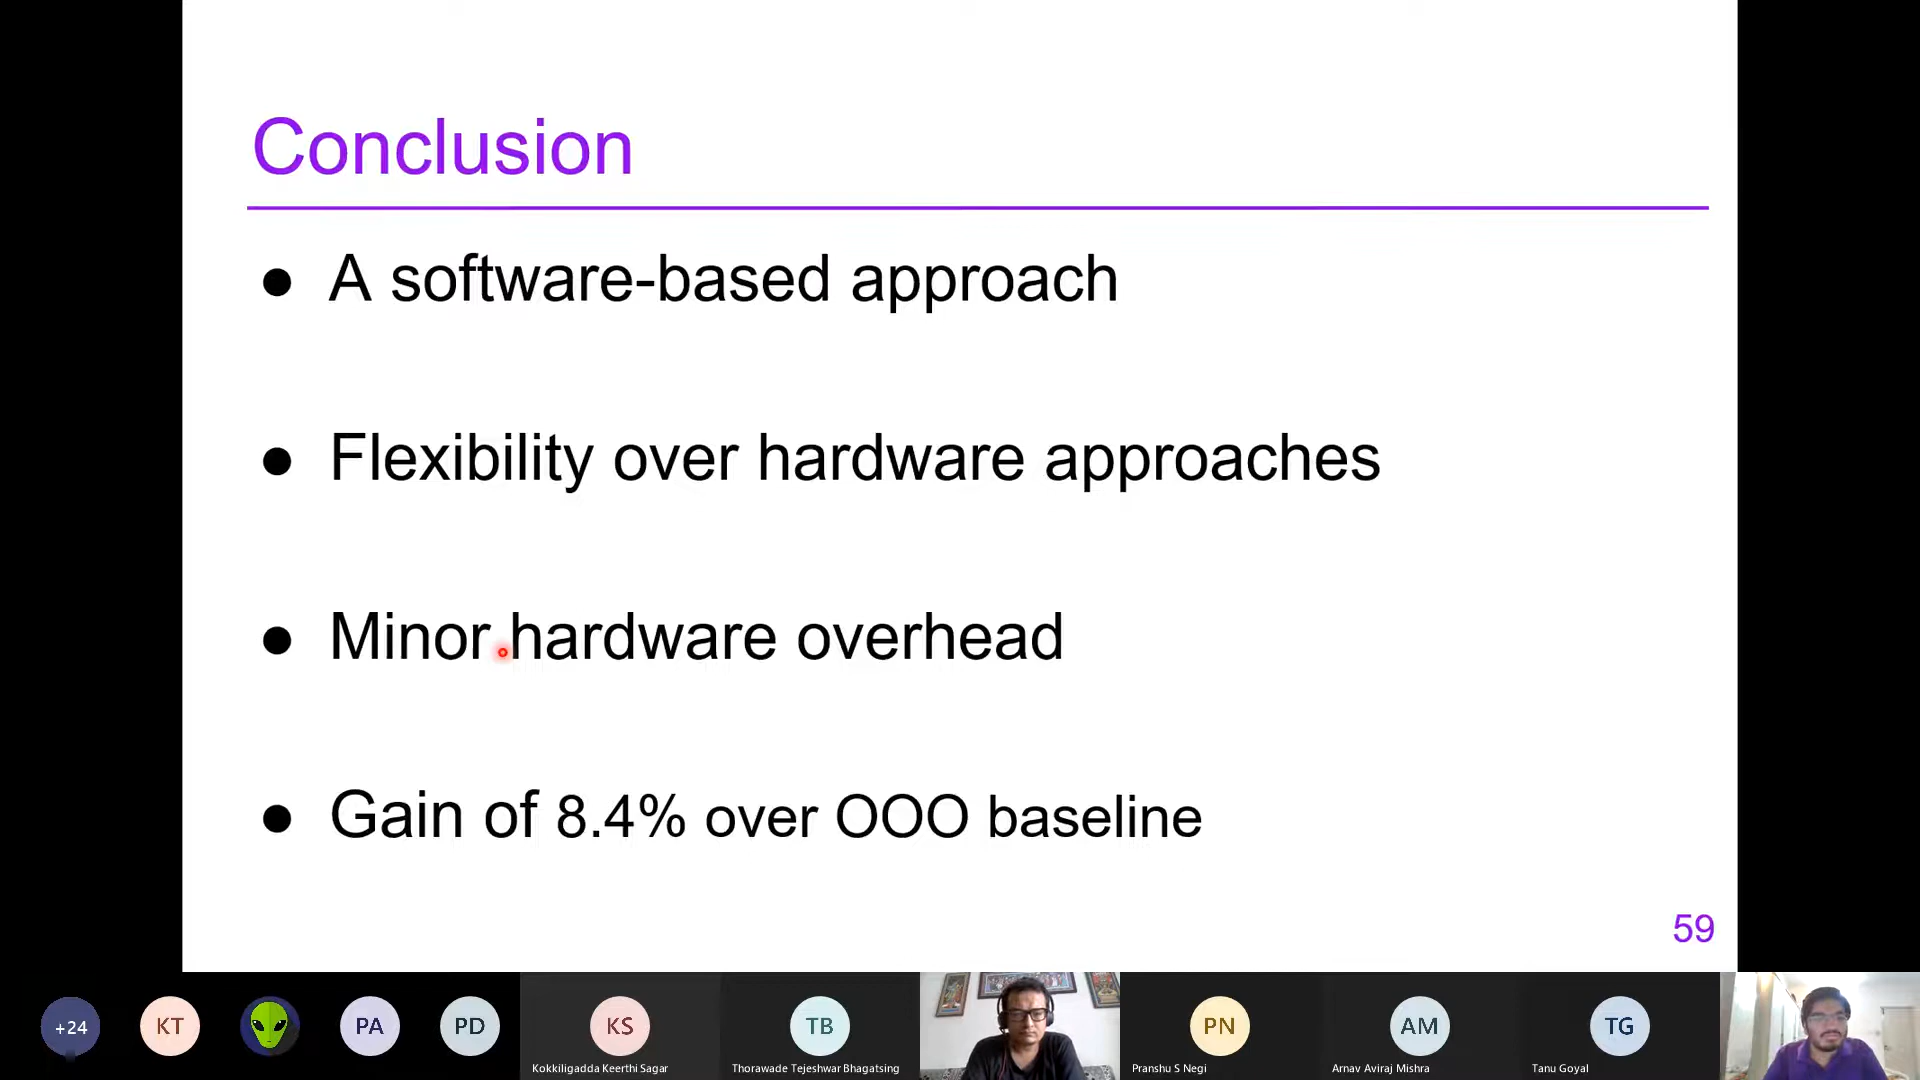 Conclusion
● A software-based approach
● Flexibility over hardware approaches
● Minor hardware overhead
● Gain of 8.4% over OOO baseline
59
+24
KT
PA
PD
KS
TB
PN
AM
TG
Kokkiligadda Keerthi Sagar
Thorawade Tejeshwar Bhagatsing
Pranshu S Negi
Arnav Aviraj Mishra
Tanu Goyal